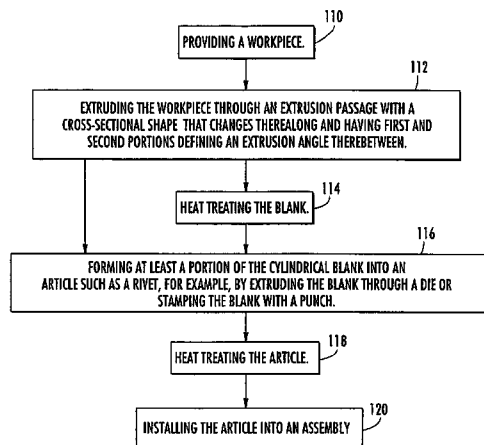 110
PROVIDING A WORKPIECE.
112
EXTRUDING THE WORKPIECE THROUGH AN EXTRUSION PASSAGE WITH A
CROSS-SECTIONAL SHAPE THAT CHANGES THEREALONG AND HAVING FIRST AND
SECOND PORTIONS DEFINING AN EXTRUSION ANGLE THEREBETWEEN.
114
HEAT TREATING THE BLANK.
116
FORMING AT LEAST A PORTION OF THE CYLINDRICAL BLANK INTO AN
ARTICLE SUCH AS A RIVET, FOR EXAMPLE, BY EXTRUDING THE BLANK THROUGH A DIE OR
STAMPING THE BLANK WITH A PUNCH.
118
HEAT TREATING THE ARTICLE.
120
INSTALLING THE ARTICLE INTO AN ASSEMBLY